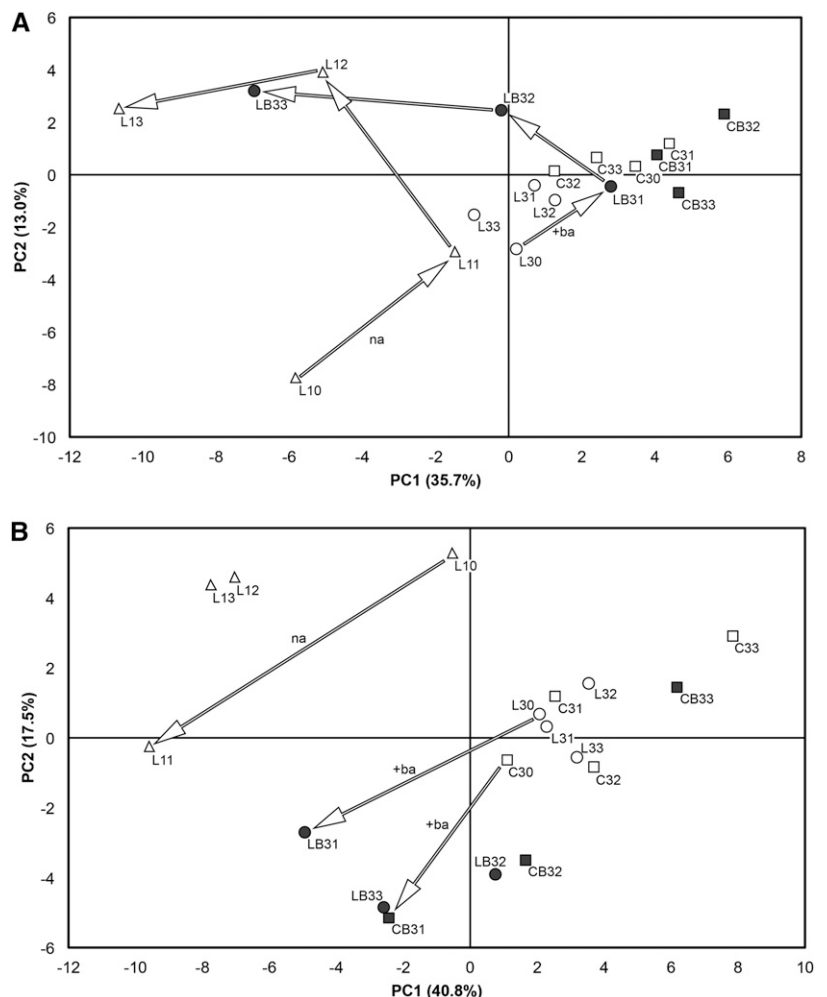 A
6
4
2
0
-2
-4
-6
-8
-10
PC2 (13.0%)
L12
L13
LB33
LB32
CB32
C31
CB31
C33
C30
C32
L31
LB31
CB33
L32
L33
+ba
L30
L11
na
L10
-12 -10 -8 -6 -4 -2 0 2 4 6 8
PC1 (35.7%)
B
6
4
2
0
-2
-4
-6
PC2 (17.5%)
L10
L13 L12
na
C33
L32
CB33
L30 C31
L31
L33
L11
C30 C32
+ba
+ba
LB31
LB32
CB32
LB33
CB31
-12 -10 -8 -6 -4 -2 0 2 4 6 8 10
PC1 (40.8%)